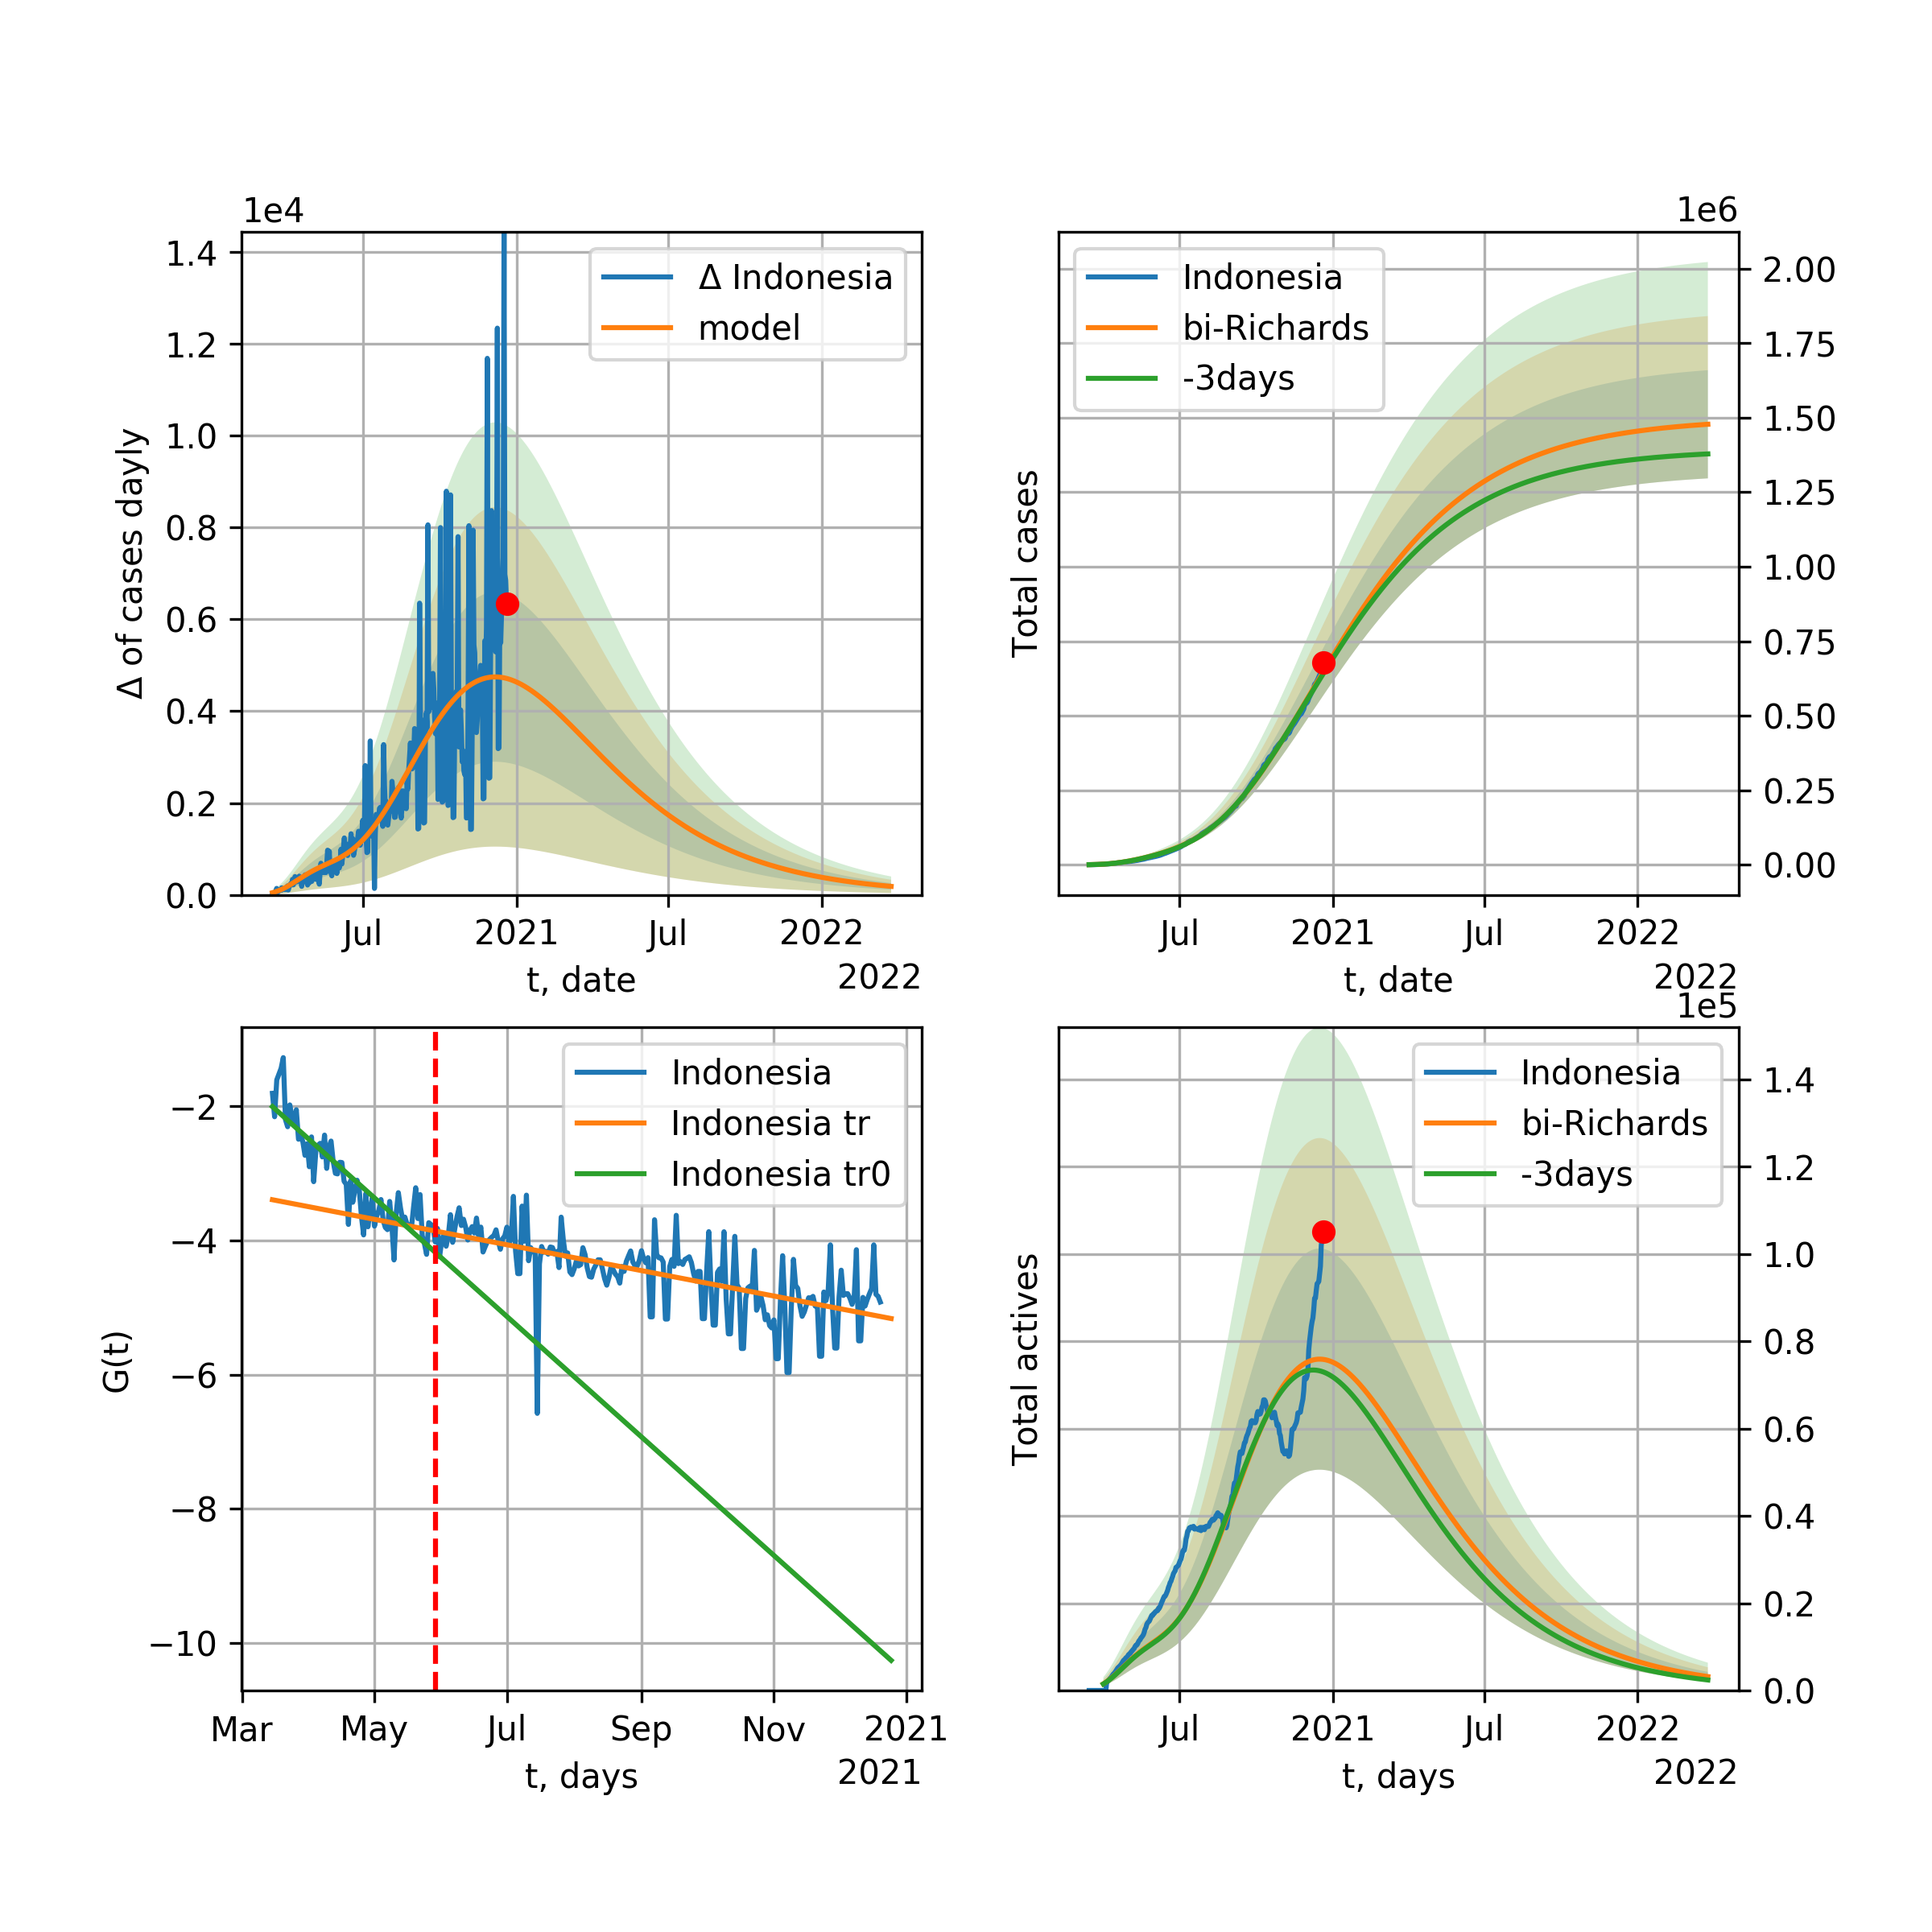 1e4
1.4
1.2
1.0
0.8
0.6
0.4
0.2
0.0
Δ of cases dayly
Δ Indonesia
model
Jul 2021 Jul 2022
t, date
2022
1e6
2.00
1.75
1.50
1.25
1.00
0.75
0.50
0.25
0.00
Total cases
Indonesia
bi-Richards
-3days
Jul 2021 Jul 2022
t, date
2022
−2
−4
−6
−8
−10
G(t)
Indonesia
Indonesia tr
Indonesia tr0
Mar May Jul Sep Nov 2021
t, days
2021
1e5
1.4
1.2
1.0
0.8
0.6
0.4
0.2
0.0
Total actives
Indonesia
bi-Richards
-3days
Jul 2021 Jul 2022
t, days
2022